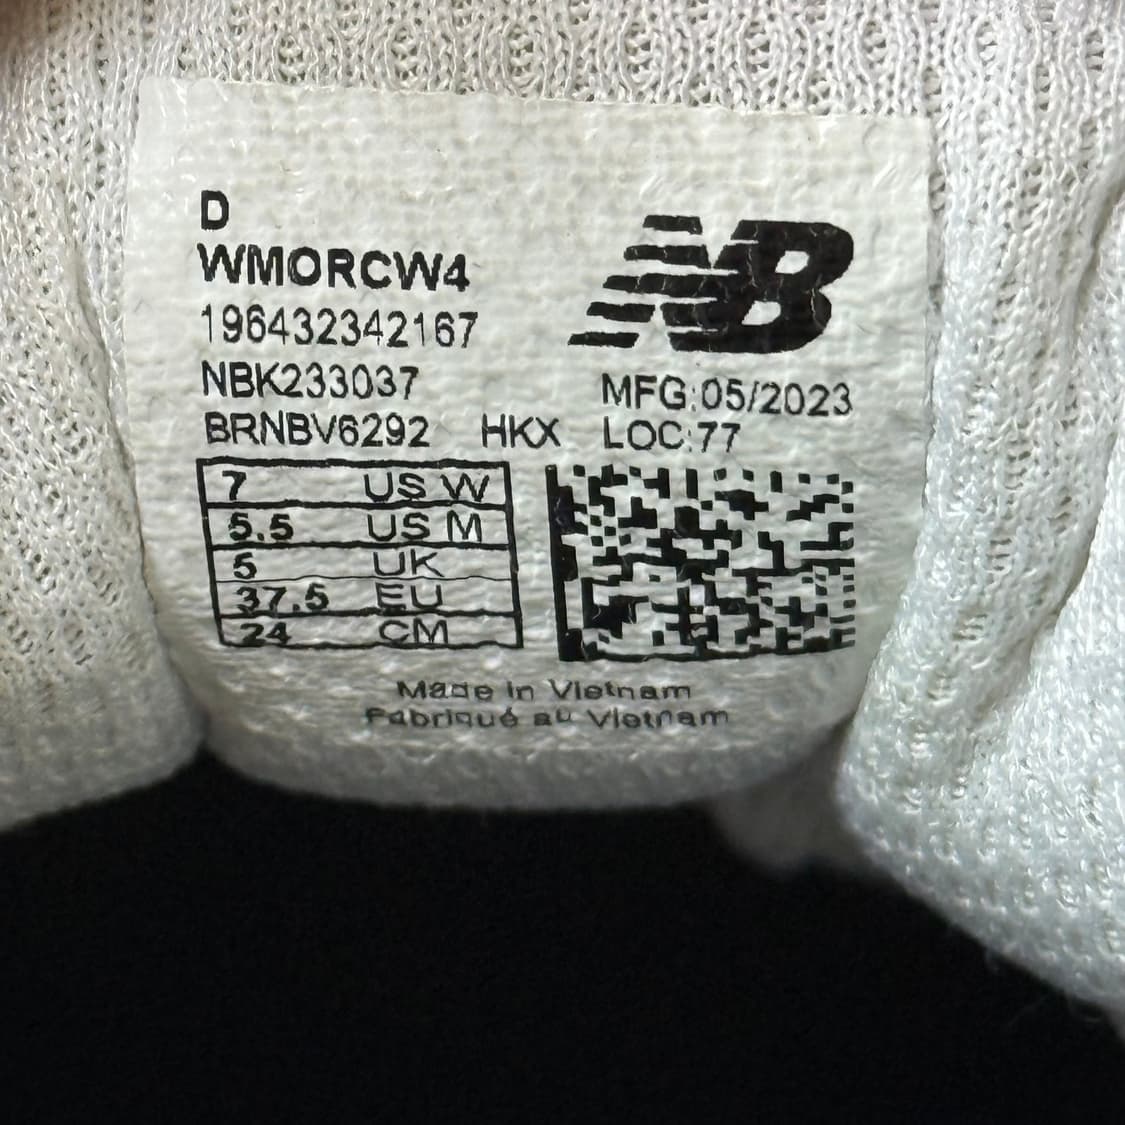 D
WMORCW4
196432342167
NBK233037
BRNBV6292 HKX
NB
MFG:05/2023
LOC:77
7 US W
5.5 US M
5 UK
37.5 EU
24 CM
Made in Vietnam
Fabriqué au Vietnam